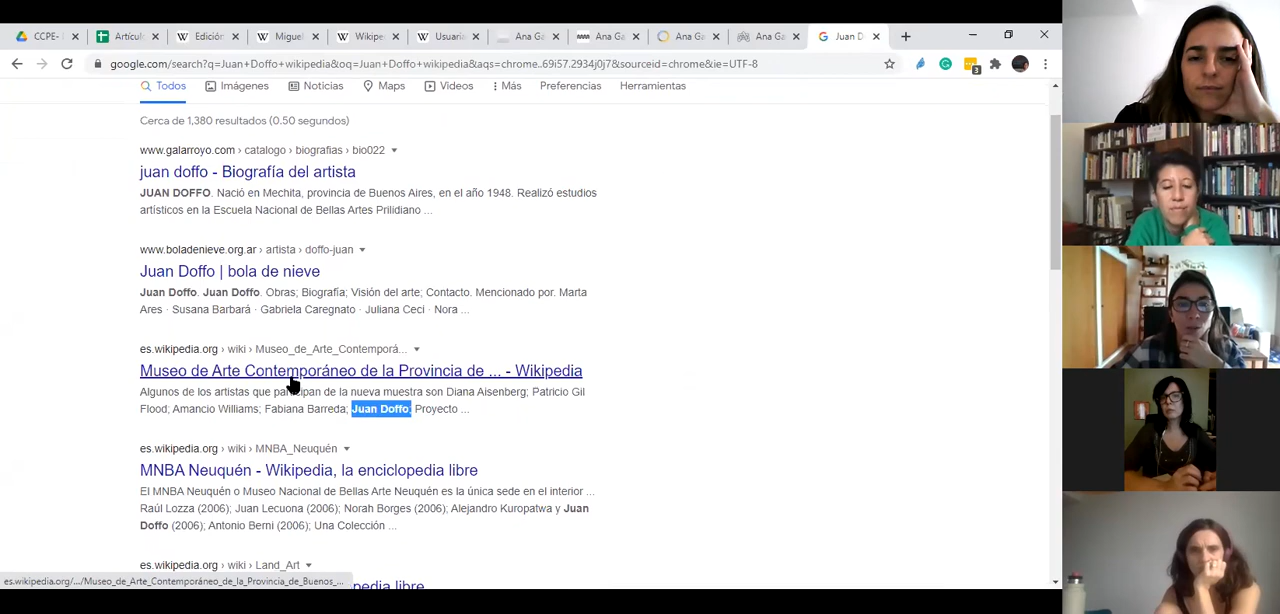 CCPE-
Artícul
Edición
Miguel
Wikipe
Usuaria
Ana Ga
Ana Ga
Ana Ga
Ana Ga
Juan D
google.com/search?q=Juan+Doffo+wikipedia&oq=Juan+Doffo+wikipedia&aqs=chrome..69i57.2934j0j7&sourceid=chrome&ie=UTF-8
3
Todos Imágenes Noticias Maps Videos Más Preferencias Herramientas
Cerca de 1,380 resultados (0.50 segundos)
www.galarroyo.com › catalogo › biografias › bio022
juan doffo - Biografía del artista
JUAN DOFFO. Nació en Mechita, provincia de Buenos Aires, en el año 1948. Realizó estudios
artísticos en la Escuela Nacional de Bellas Artes Prilidiano ...
www.boladenieve.org.ar › artista › doffo-juan
Juan Doffo | bola de nieve
Juan Doffo. Juan Doffo. Obras; Biografía; Visión del arte; Contacto. Mencionado por. Marta
Ares · Susana Barbará · Gabriela Caregnato · Juliana Ceci · Nora ...
es.wikipedia.org › wiki › Museo_de_Arte_Contemporá...
Museo de Arte Contemporáneo de la Provincia de ... - Wikipedia
Algunos de los artistas que participan de la nueva muestra son Diana Aisenberg; Patricio Gil
Flood; Amancio Williams; Fabiana Barreda; Juan Doffo; Proyecto ...
es.wikipedia.org › wiki › MNBA_Neuquén
MNBA Neuquén - Wikipedia, la enciclopedia libre
El MNBA Neuquén o Museo Nacional de Bellas Arte Neuquén es la única sede en el interior ...
Raúl Lozza (2006); Juan Lecuona (2006); Norah Borges (2006); Alejandro Kuropatwa y Juan
Doffo (2006); Antonio Berni (2006); Una Colección ...
es.wikipedia.org › wiki › Land_Art
pedia libre
es.wikipedia.org/.../Museo_de_Arte_Contemporáneo_de_la_Provincia_de_Buenos_...